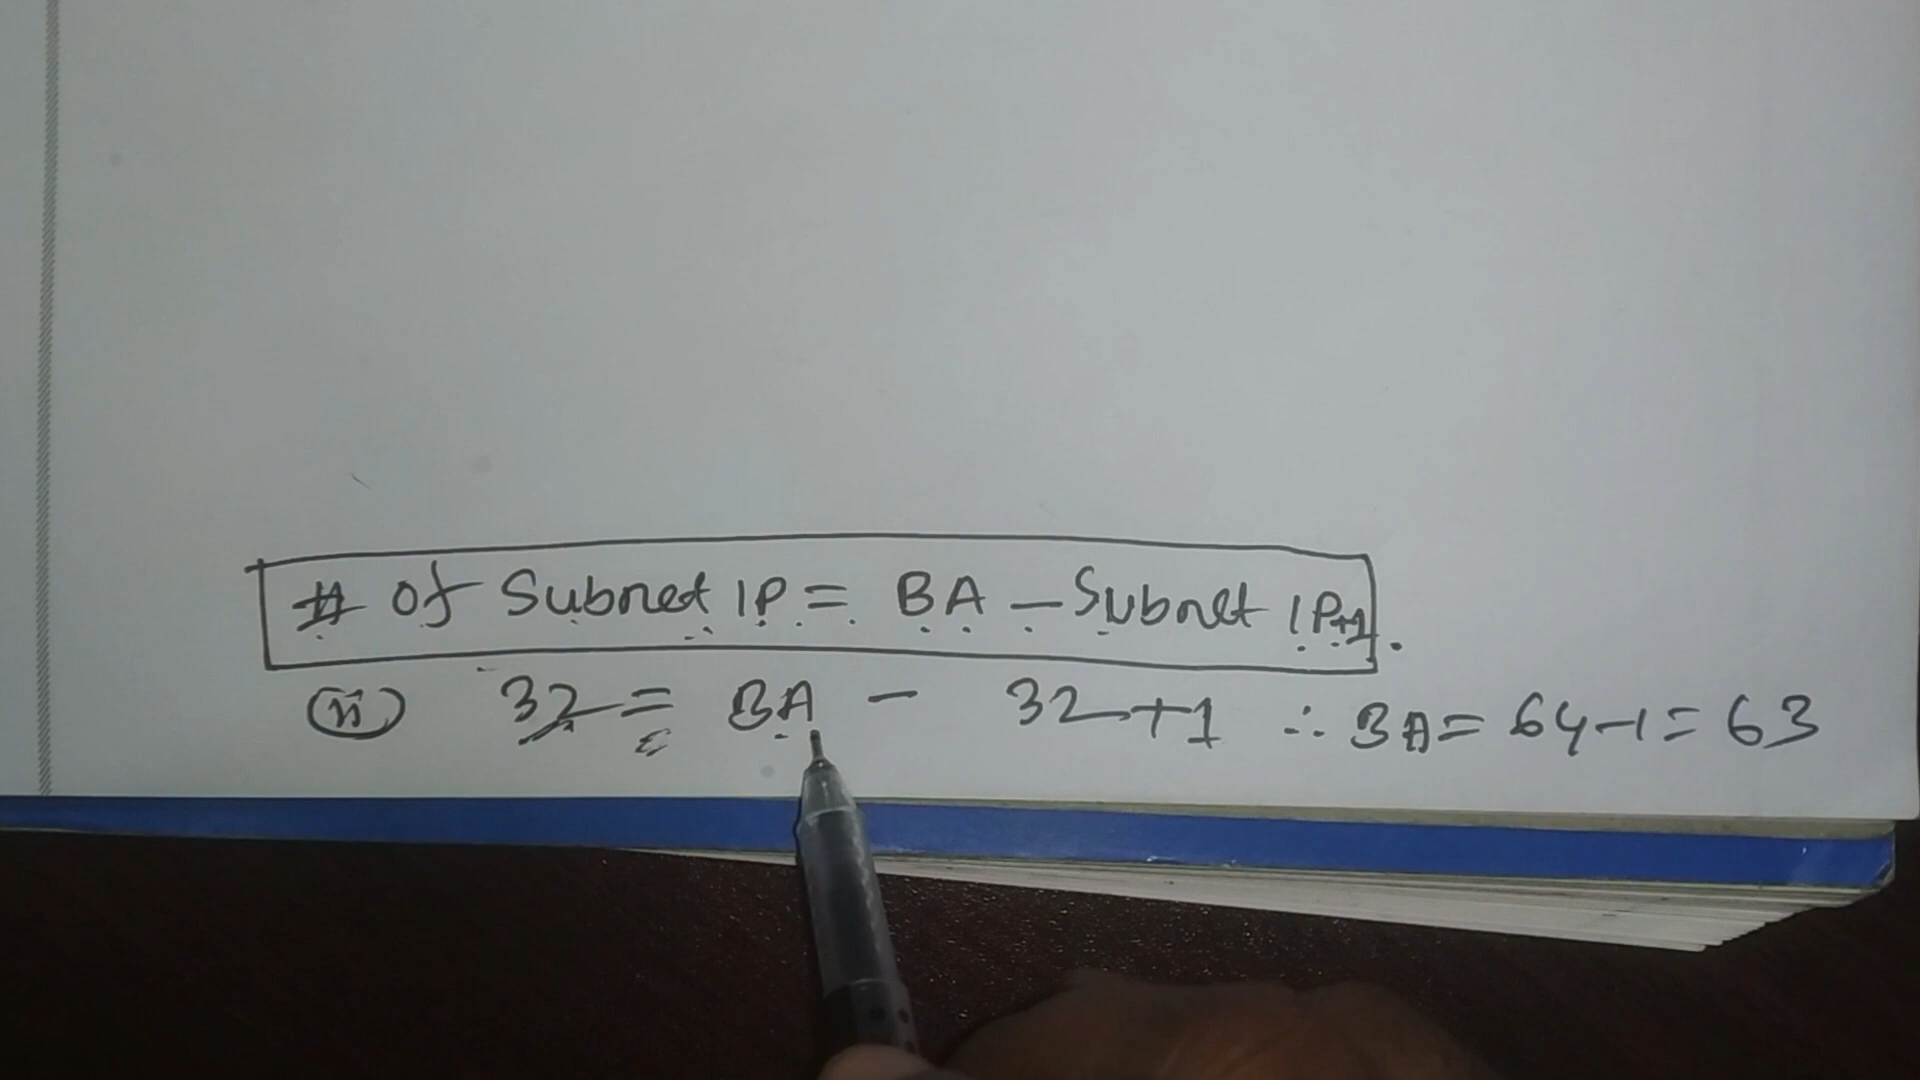 # of Subnet IP = BA - Subnet IP+1.
(ii) 32 = BA - 32+1 ∴ BA = 64-1 = 63